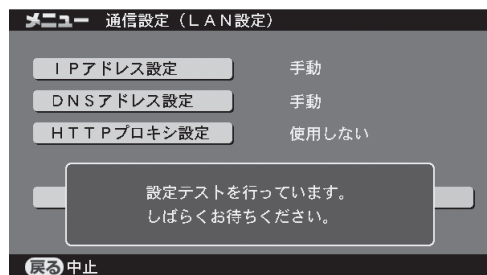 メニュー 通信設定（ＬＡＮ設定）
ＩＰアドレス設定 手動
ＤＮＳアドレス設定 手動
ＨＴＴＰプロキシ設定 使用しない
設定テストを行っています。
しばらくお待ちください。
戻る 中止